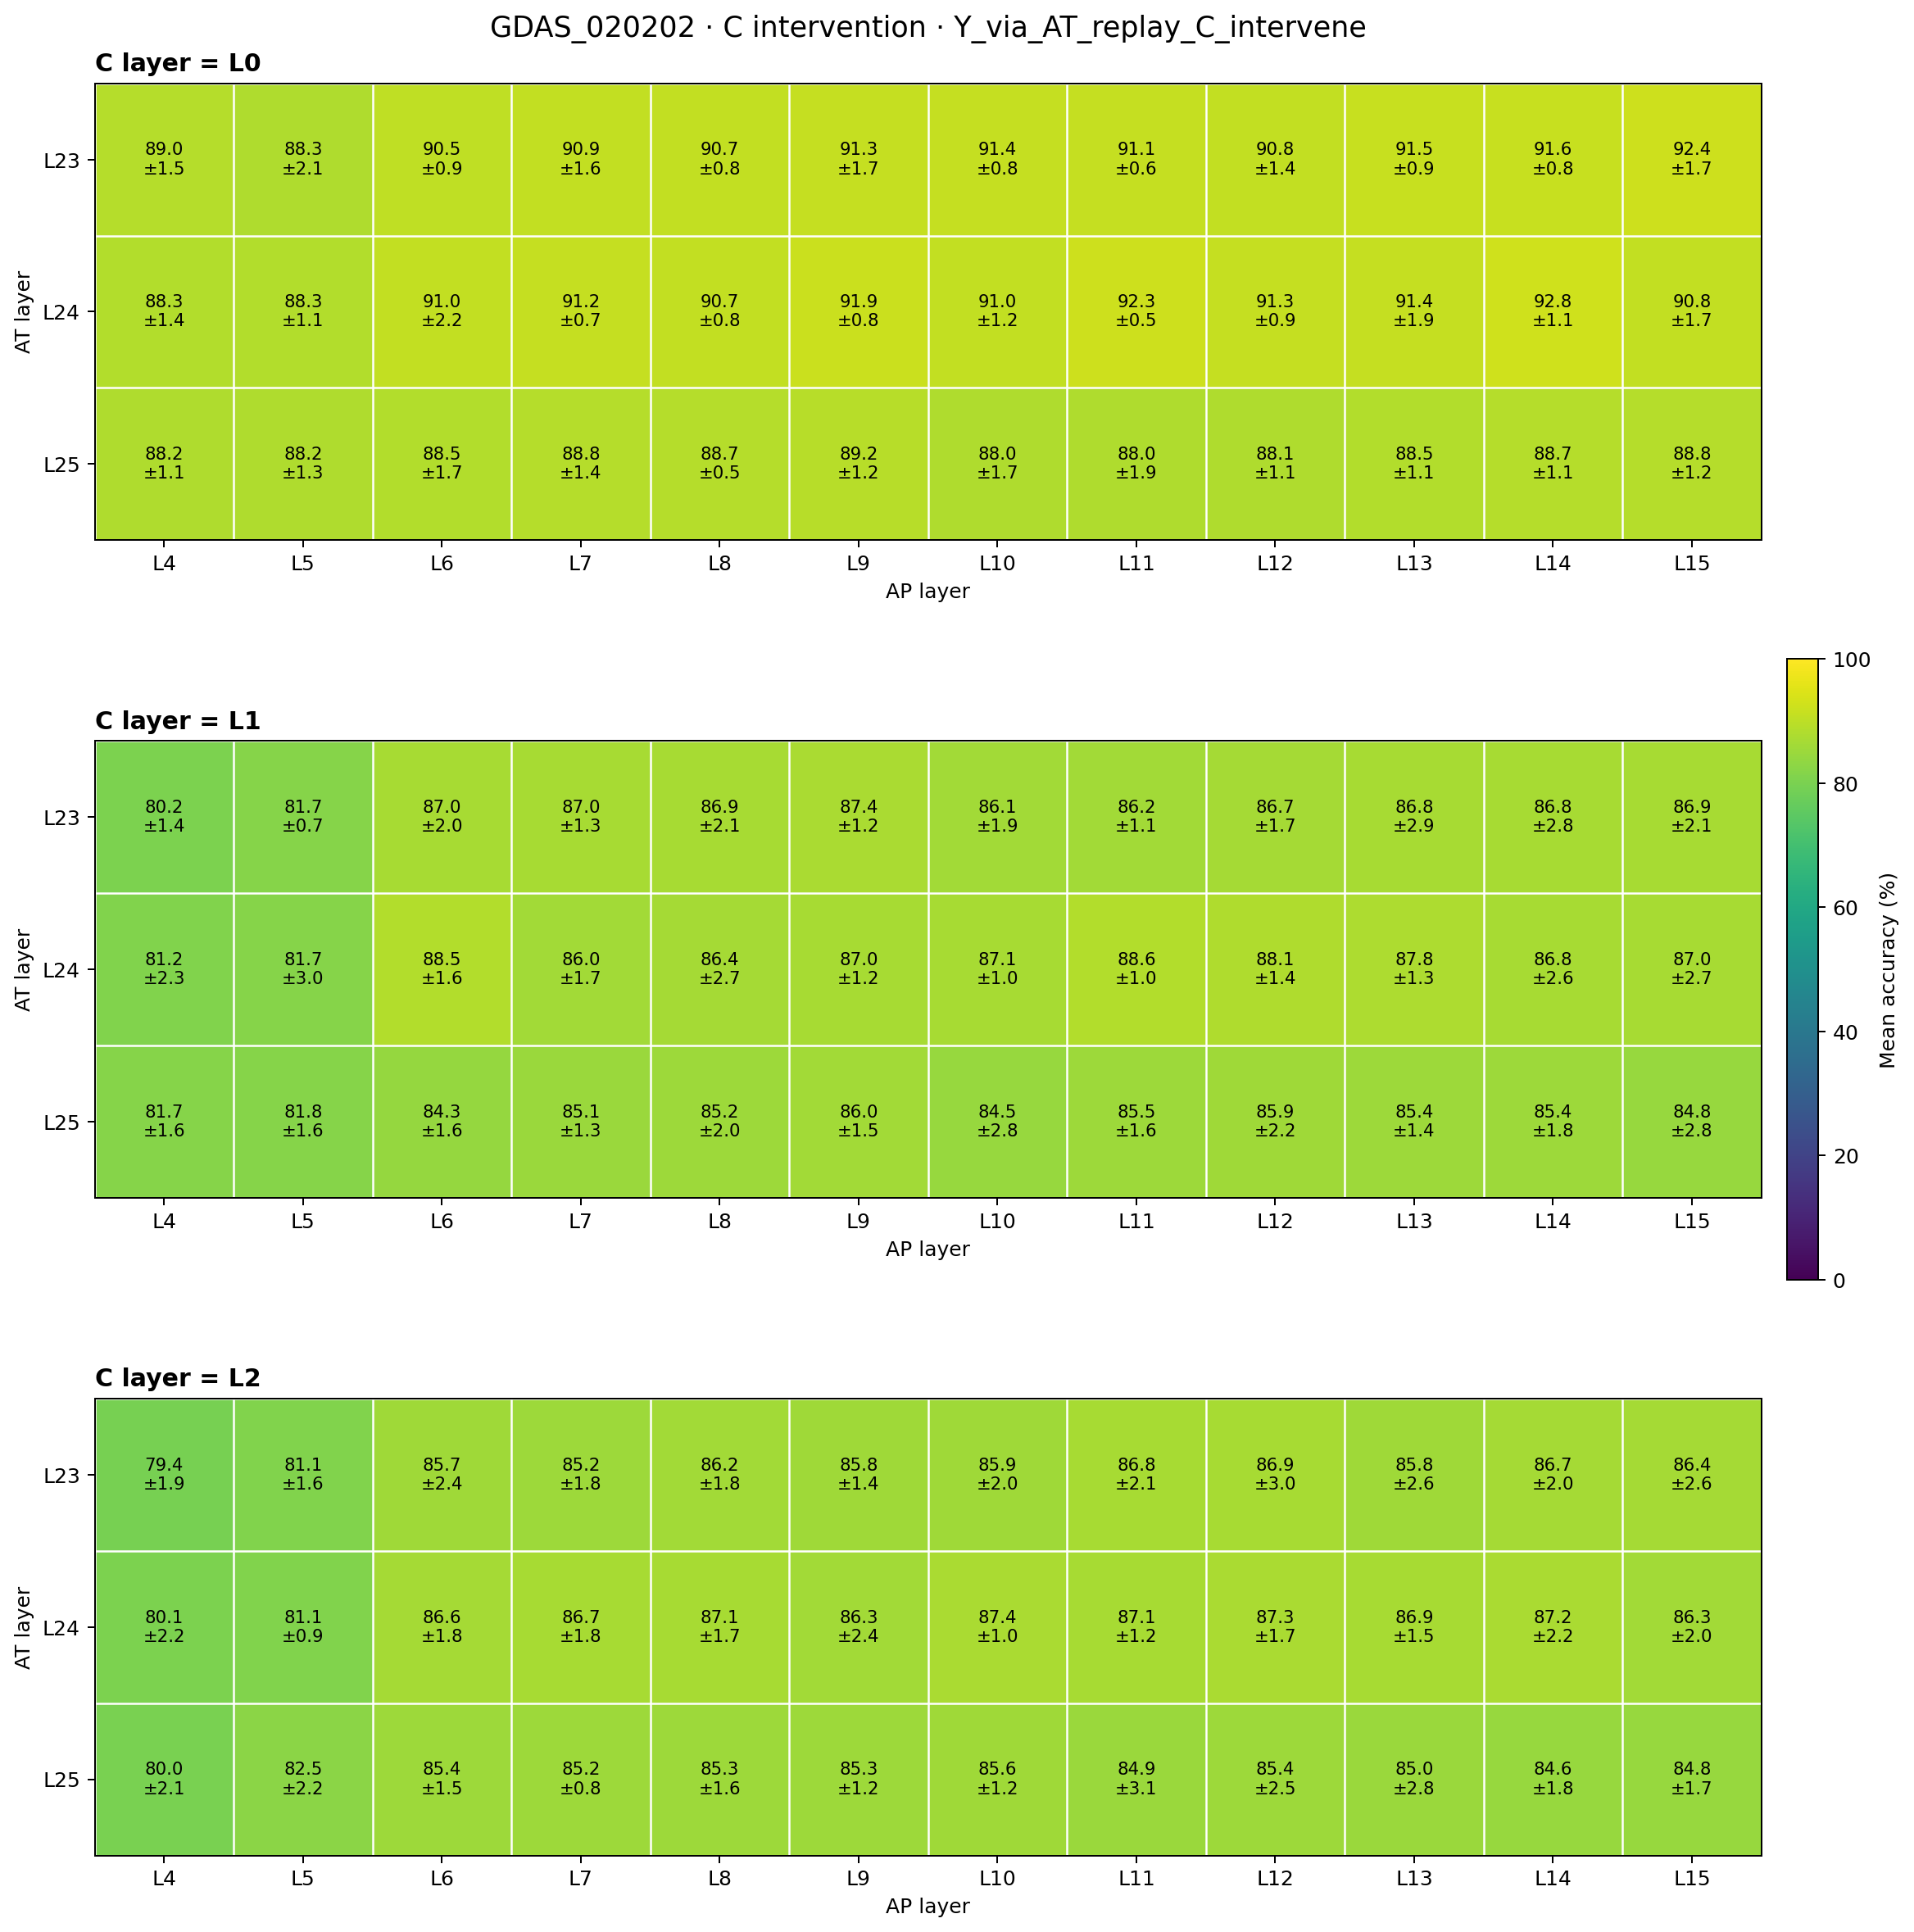 GDAS_020202 · C intervention · Y_via_AT_replay_C_intervene
C layer = L0
AT layer
L23
89.0 88.3 90.5 90.9 90.7 91.3 91.4 91.1 90.8 91.5 91.6 92.4
±1.5 ±2.1 ±0.9 ±1.6 ±0.8 ±1.7 ±0.8 ±0.6 ±1.4 ±0.9 ±0.8 ±1.7
L24
88.3 88.3 91.0 91.2 90.7 91.9 91.0 92.3 91.3 91.4 92.8 90.8
±1.4 ±1.1 ±2.2 ±0.7 ±0.8 ±0.8 ±1.2 ±0.5 ±0.9 ±1.9 ±1.1 ±1.7
L25
88.2 88.2 88.5 88.8 88.7 89.2 88.0 88.0 88.1 88.5 88.7 88.8
±1.1 ±1.3 ±1.7 ±1.4 ±0.5 ±1.2 ±1.7 ±1.9 ±1.1 ±1.1 ±1.1 ±1.2
L4 L5 L6 L7 L8 L9 L10 L11 L12 L13 L14 L15
AP layer
C layer = L1
AT layer
L23
80.2 81.7 87.0 87.0 86.9 87.4 86.1 86.2 86.7 86.8 86.8 86.9
±1.4 ±0.7 ±2.0 ±1.3 ±2.1 ±1.2 ±1.9 ±1.1 ±1.7 ±2.9 ±2.8 ±2.1
L24
81.2 81.7 88.5 86.0 86.4 87.0 87.1 88.6 88.1 87.8 86.8 87.0
±2.3 ±3.0 ±1.6 ±1.7 ±2.7 ±1.2 ±1.0 ±1.0 ±1.4 ±1.3 ±2.6 ±2.7
L25
81.7 81.8 84.3 85.1 85.2 86.0 84.5 85.5 85.9 85.4 85.4 84.8
±1.6 ±1.6 ±1.6 ±1.3 ±2.0 ±1.5 ±2.8 ±1.6 ±2.2 ±1.4 ±1.8 ±2.8
L4 L5 L6 L7 L8 L9 L10 L11 L12 L13 L14 L15
AP layer
100
80
60
40
20
0
Mean accuracy (%)
C layer = L2
AT layer
L23
79.4 81.1 85.7 85.2 86.2 85.8 85.9 86.8 86.9 85.8 86.7 86.4
±1.9 ±1.6 ±2.4 ±1.8 ±1.8 ±1.4 ±2.0 ±2.1 ±3.0 ±2.6 ±2.0 ±2.6
L24
80.1 81.1 86.6 86.7 87.1 86.3 87.4 87.1 87.3 86.9 87.2 86.3
±2.2 ±0.9 ±1.8 ±1.8 ±1.7 ±2.4 ±1.0 ±1.2 ±1.7 ±1.5 ±2.2 ±2.0
L25
80.0 82.5 85.4 85.2 85.3 85.3 85.6 84.9 85.4 85.0 84.6 84.8
±2.1 ±2.2 ±1.5 ±0.8 ±1.6 ±1.2 ±1.2 ±3.1 ±2.5 ±2.8 ±1.8 ±1.7
L4 L5 L6 L7 L8 L9 L10 L11 L12 L13 L14 L15
AP layer